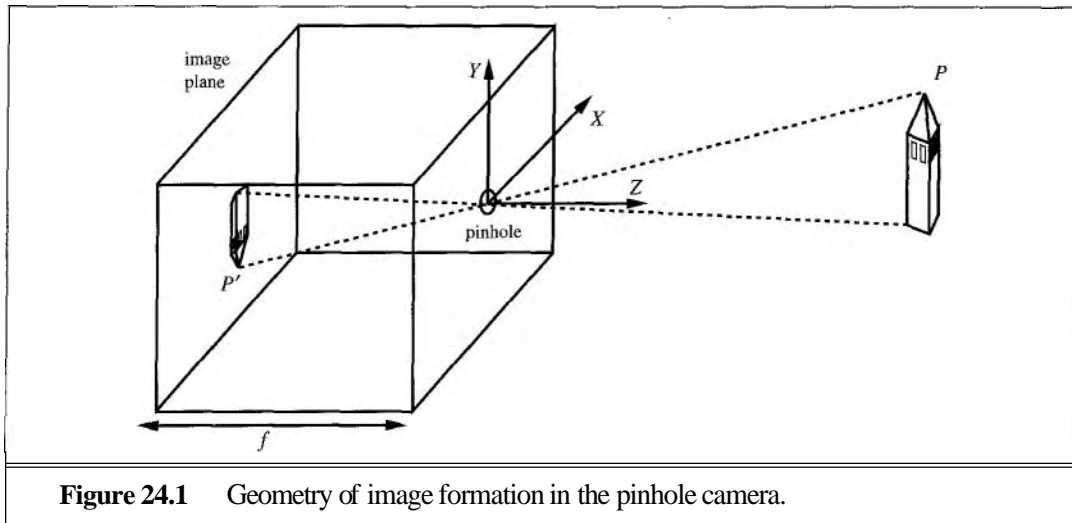 image
plane
Y
X
Z
P
pinhole
P'
f
Figure 24.1 Geometry of image formation in the pinhole camera.